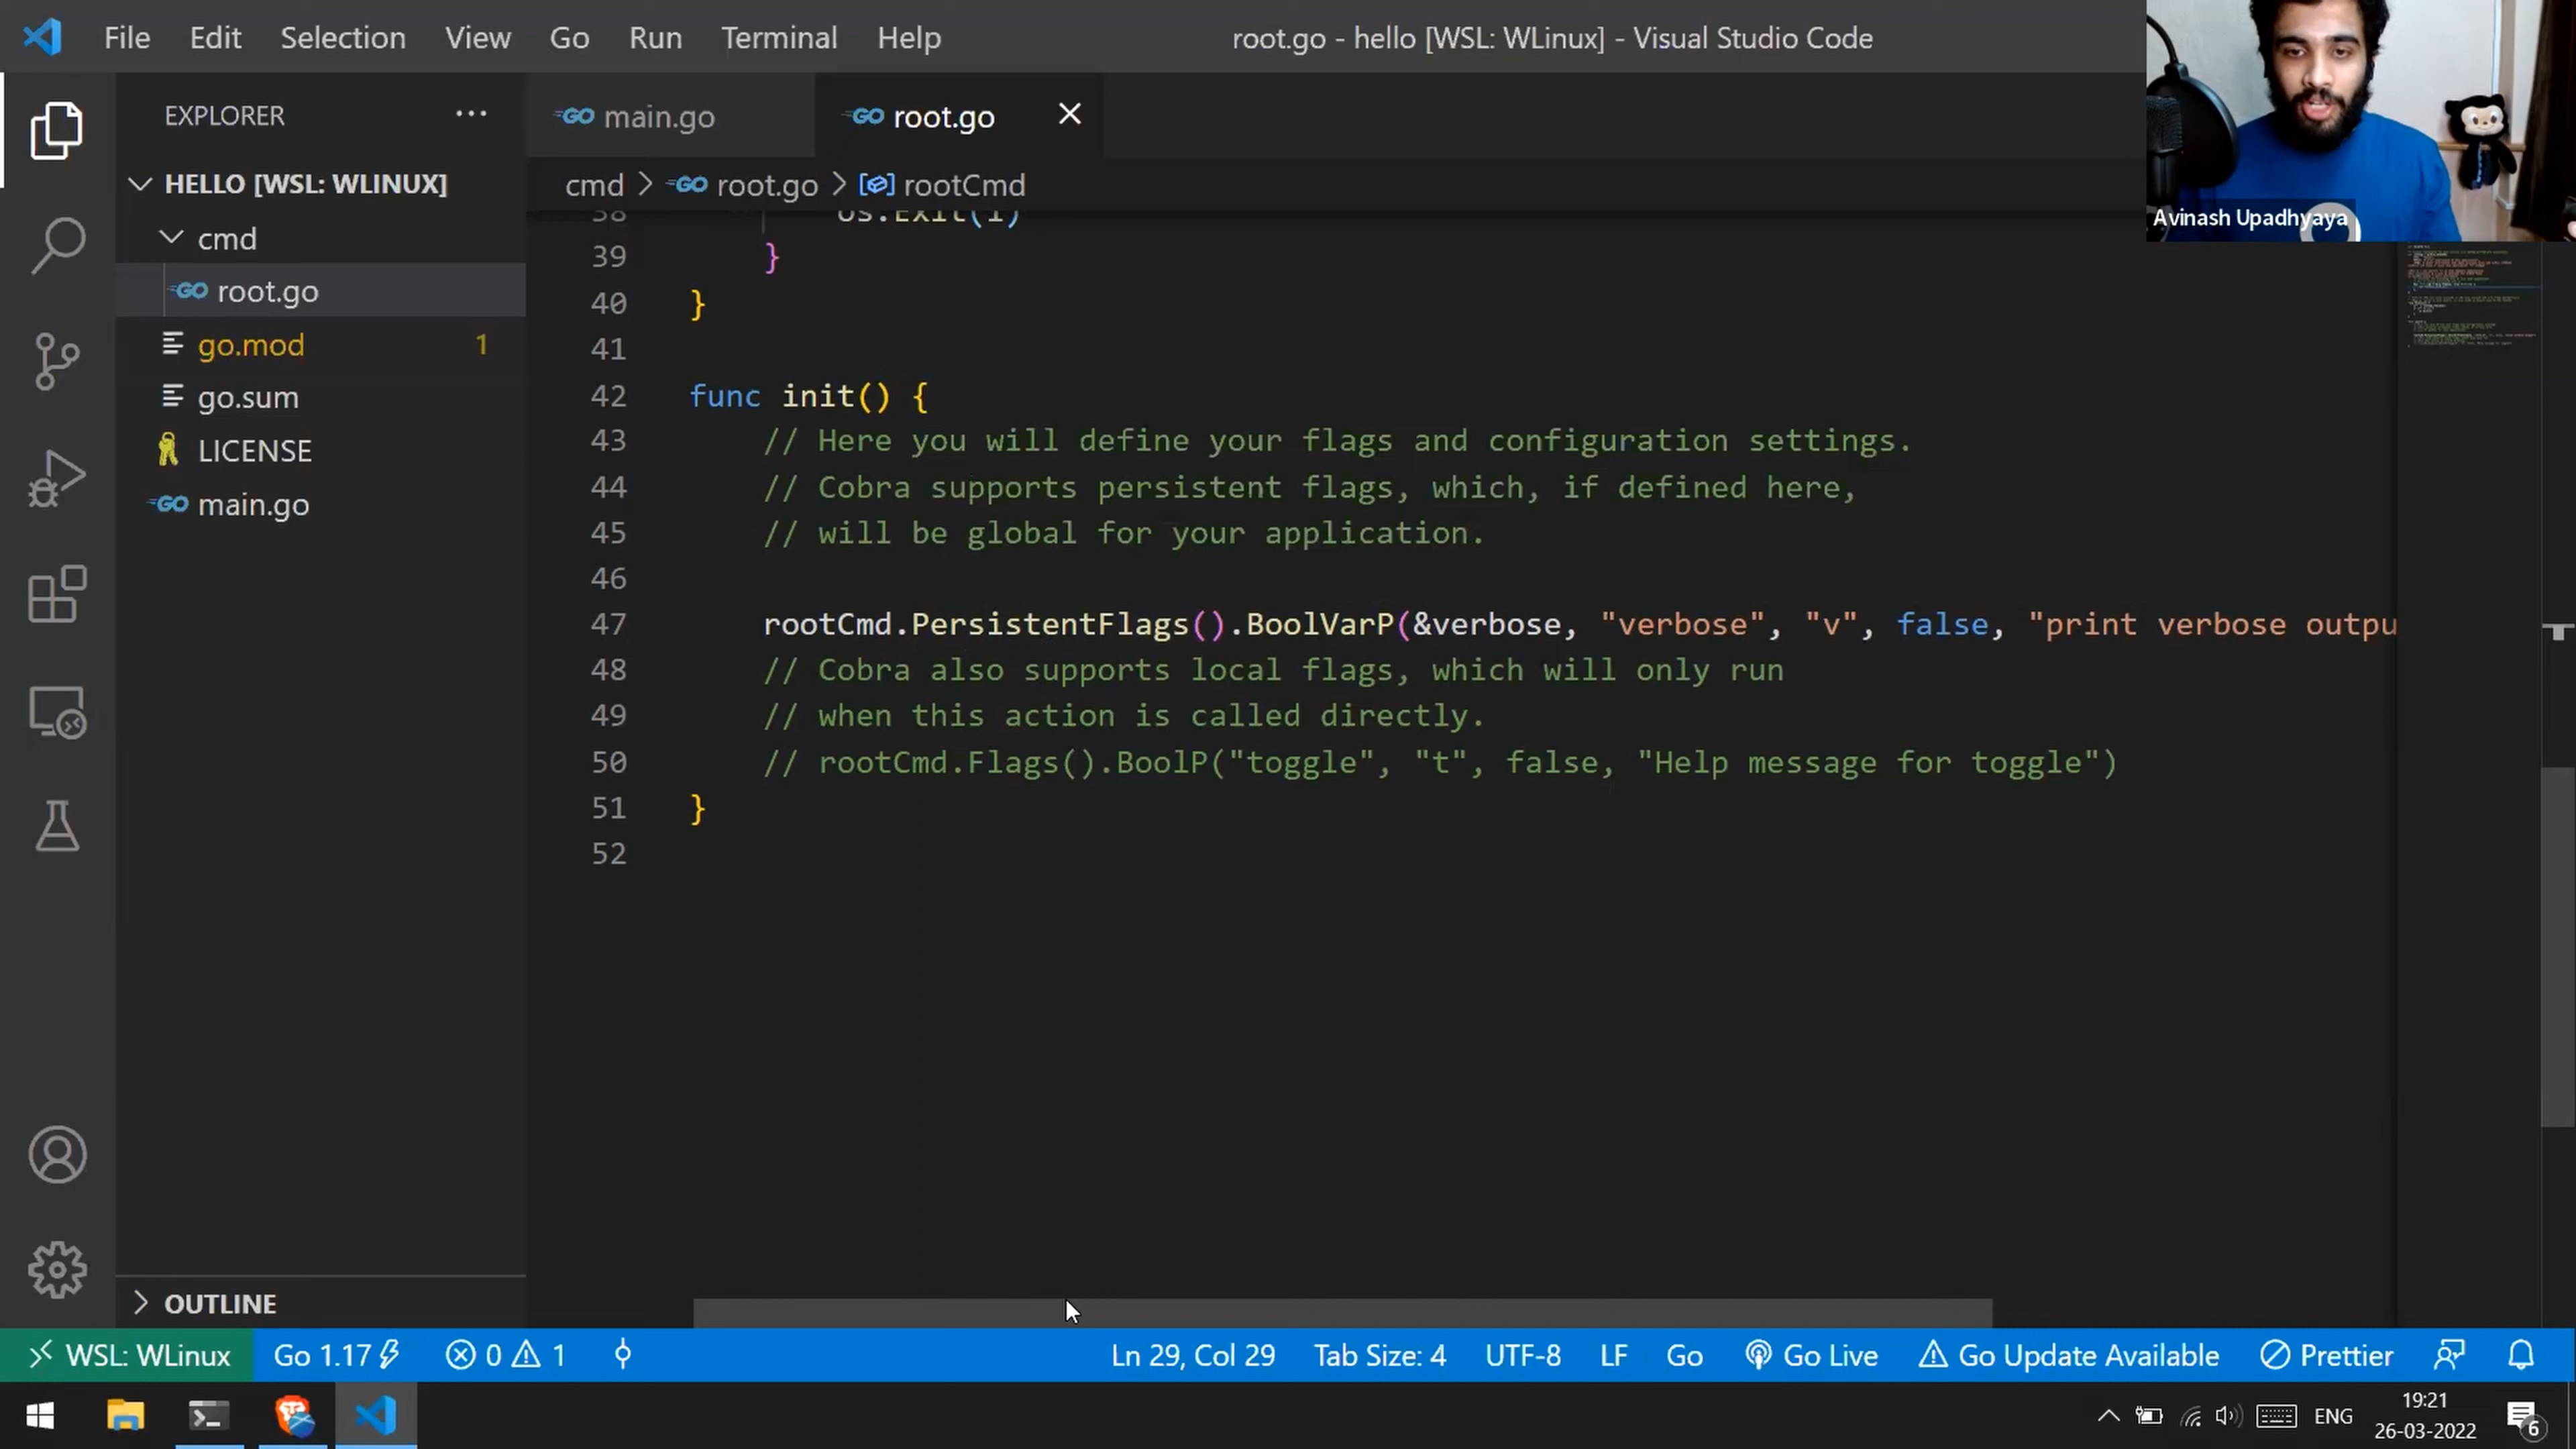 File Edit Selection View Go Run Terminal Help
root.go - hello [WSL: WLinux] - Visual Studio Code
Avinash Upadhyaya
EXPLORER
HELLO [WSL: WLINUX]
cmd
root.go
go.mod 1
go.sum
LICENSE
main.go
OUTLINE
main.go root.go
cmd > root.go > rootCmd
38 os.Exit(1)
39 }
40 }
41
42 func init() {
43 // Here you will define your flags and configuration settings.
44 // Cobra supports persistent flags, which, if defined here,
45 // will be global for your application.
46
47 rootCmd.PersistentFlags().BoolVarP(&verbose, "verbose", "v", false, "print verbose outpu
48 // Cobra also supports local flags, which will only run
49 // when this action is called directly.
50 // rootCmd.Flags().BoolP("toggle", "t", false, "Help message for toggle")
51 }
52
WSL: WLinux Go 1.17 0 1 Ln 29, Col 29 Tab Size: 4 UTF-8 LF Go Go Live Go Update Available Prettier
ENG 19:21 6
26-03-2022